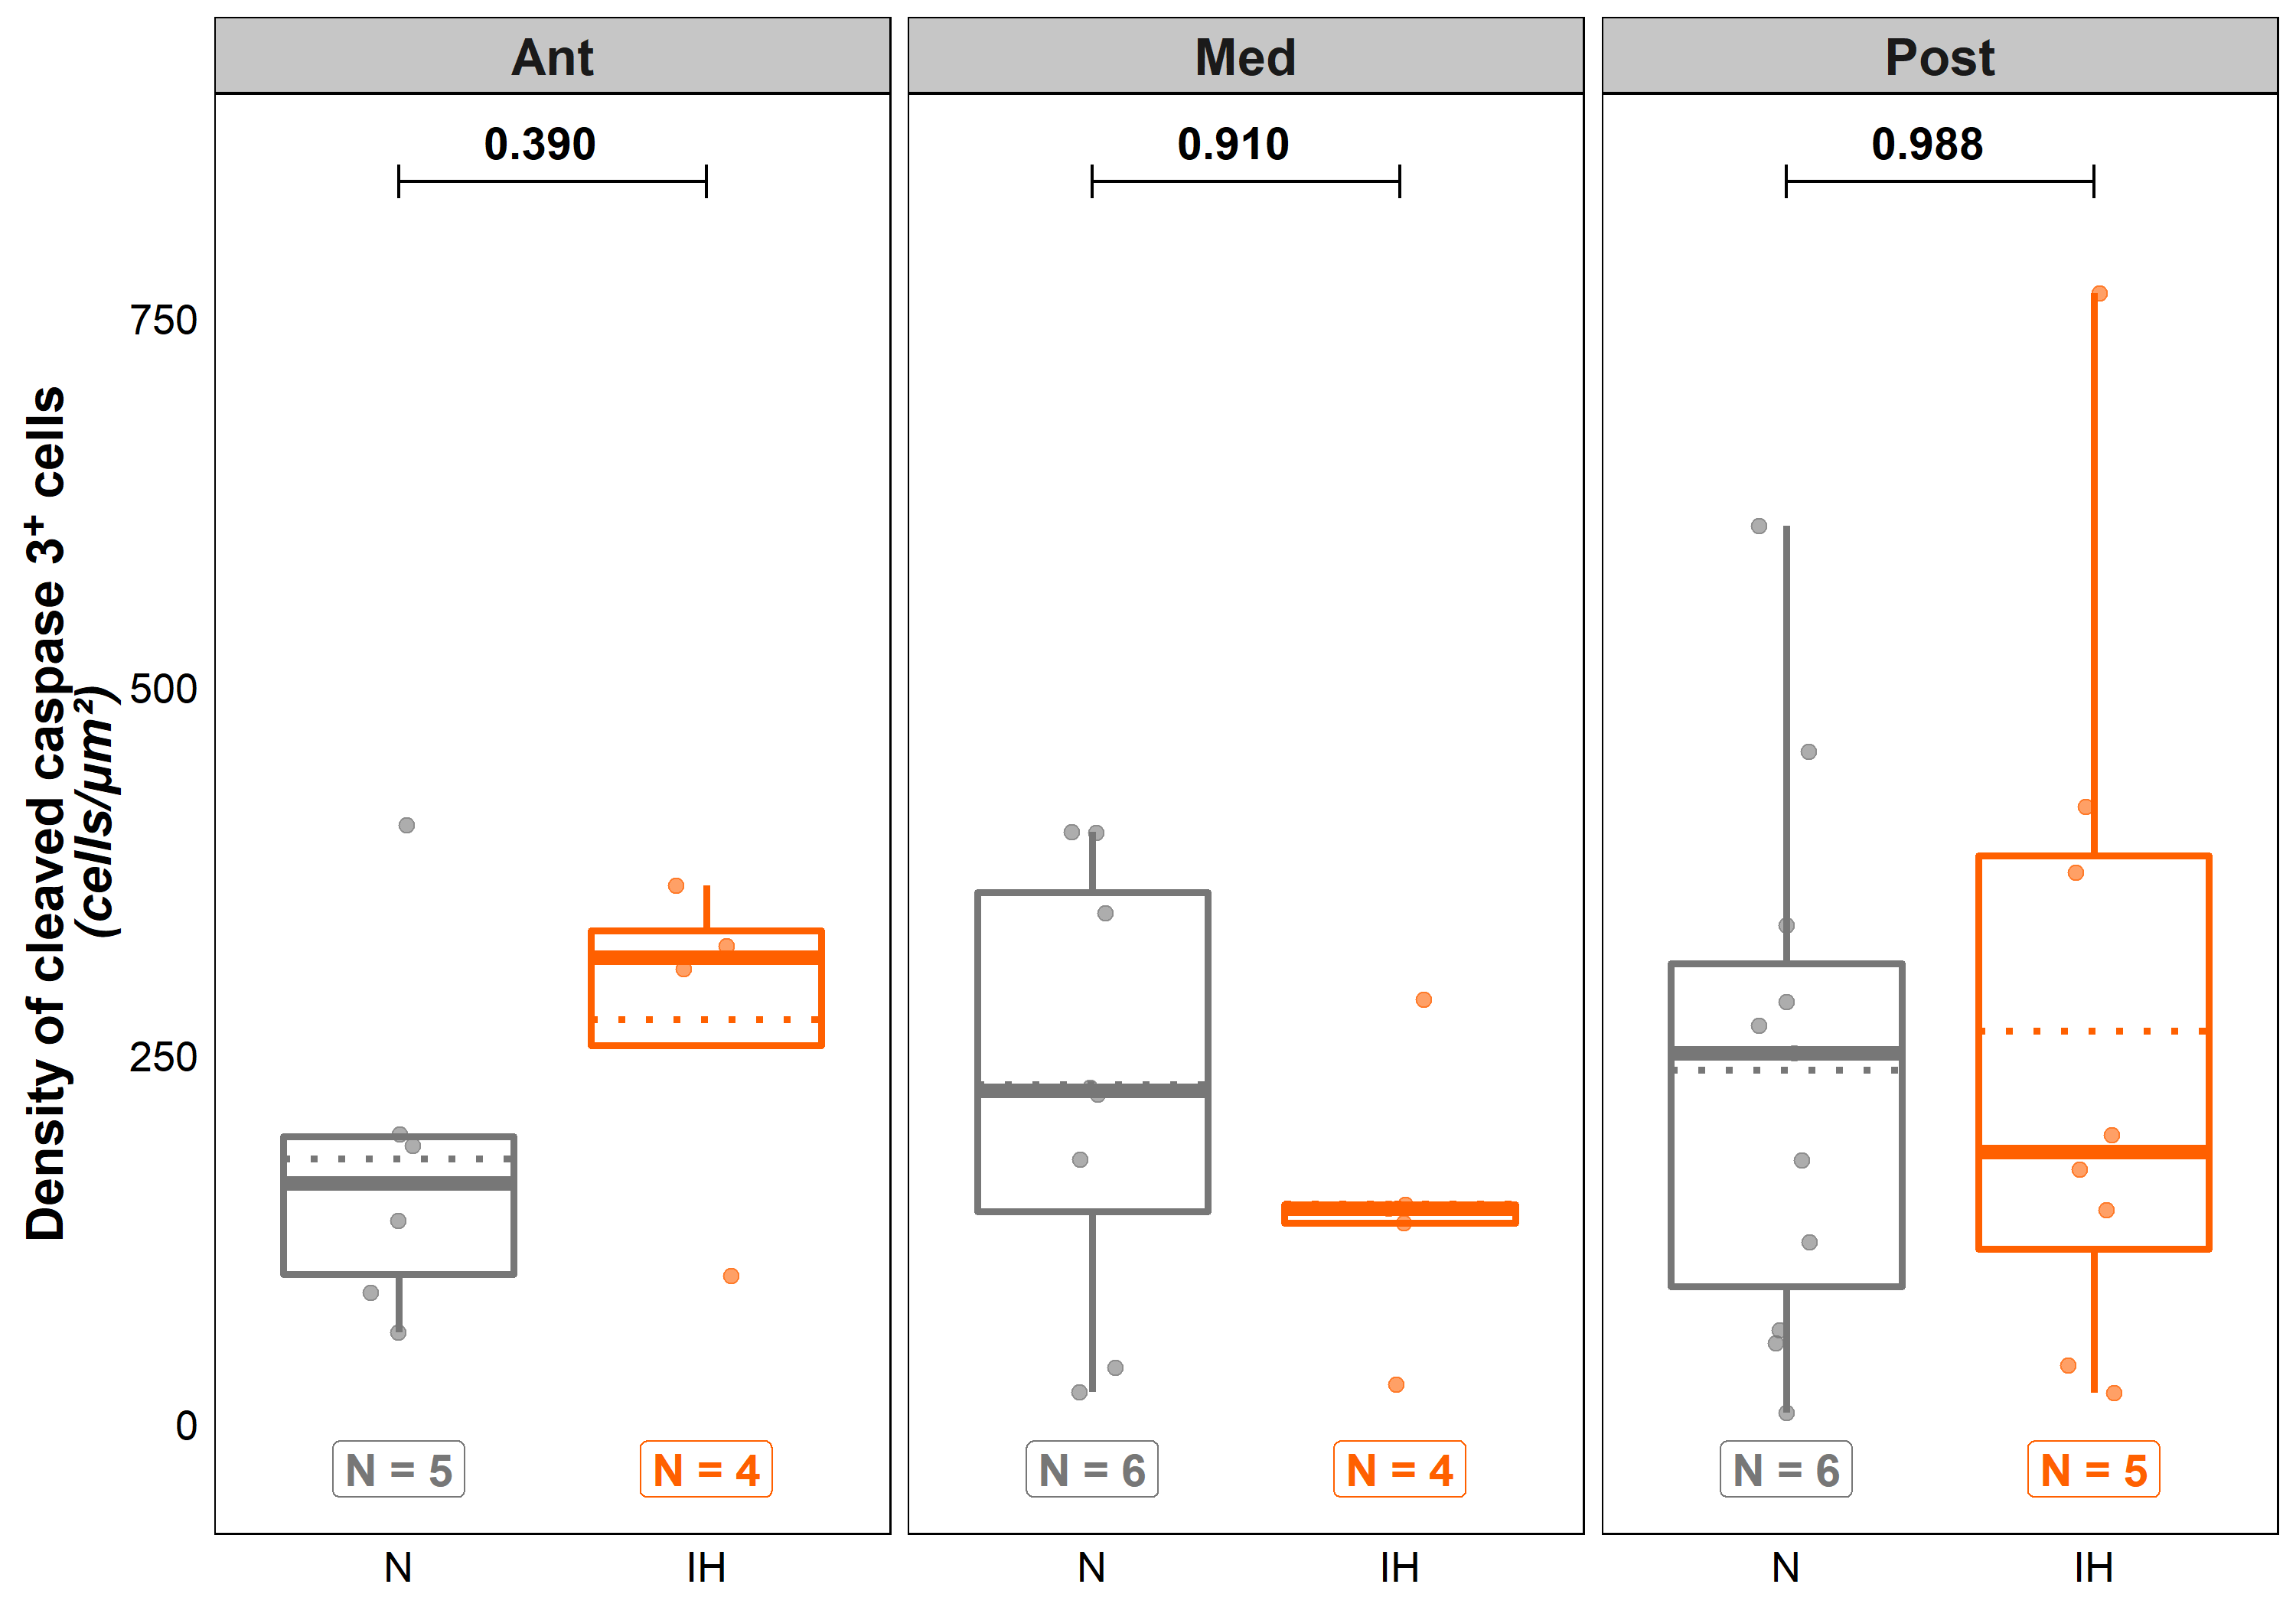 Ant
Med
Post
0.390
0.910
0.988
Density of cleaved caspase 3⁺ cells
(cells/µm²)
750
500
250
0
N = 5
N = 4
N = 6
N = 4
N = 6
N = 5
N
IH
N
IH
N
IH